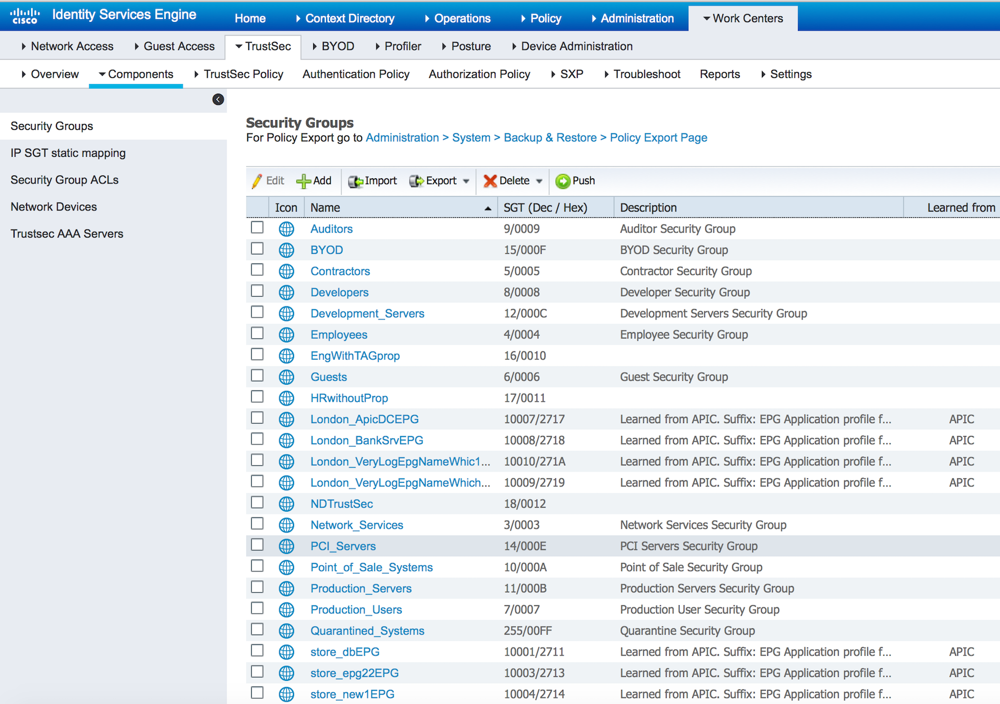 cisco Identity Services Engine Home Context Directory Operations Policy Administration Work Centers
Network Access Guest Access TrustSec BYOD Profiler Posture Device Administration
Overview Components TrustSec Policy Authentication Policy Authorization Policy SXP Troubleshoot Reports Settings
Security Groups
IP SGT static mapping
Security Group ACLs
Network Devices
Trustsec AAA Servers
Security Groups
For Policy Export go to Administration > System > Backup & Restore > Policy Export Page
Edit Add Import Export Delete Push
Icon Name SGT (Dec / Hex) Description Learned from
Auditors 9/0009 Auditor Security Group
BYOD 15/000F BYOD Security Group
Contractors 5/0005 Contractor Security Group
Developers 8/0008 Developer Security Group
Development_Servers 12/000C Development Servers Security Group
Employees 4/0004 Employee Security Group
EngWithTAGprop 16/0010
Guests 6/0006 Guest Security Group
HRwithoutProp 17/0011
London_ApicDCEPG 10007/2717 Learned from APIC. Suffix: EPG Application profile f... APIC
London_BankSrvEPG 10008/2718 Learned from APIC. Suffix: EPG Application profile f... APIC
London_VeryLogEpgNameWhic1... 10010/271A Learned from APIC. Suffix: EPG Application profile f... APIC
London_VeryLogEpgNameWhich... 10009/2719 Learned from APIC. Suffix: EPG Application profile f... APIC
NDTrustSec 18/0012
Network_Services 3/0003 Network Services Security Group
PCI_Servers 14/000E PCI Servers Security Group
Point_of_Sale_Systems 10/000A Point of Sale Security Group
Production_Servers 11/000B Production Servers Security Group
Production_Users 7/0007 Production User Security Group
Quarantined_Systems 255/00FF Quarantine Security Group
store_dbEPG 10001/2711 Learned from APIC. Suffix: EPG Application profile f... APIC
store_epg22EPG 10003/2713 Learned from APIC. Suffix: EPG Application profile f... APIC
store_new1EPG 10004/2714 Learned from APIC. Suffix: EPG Application profile f... APIC